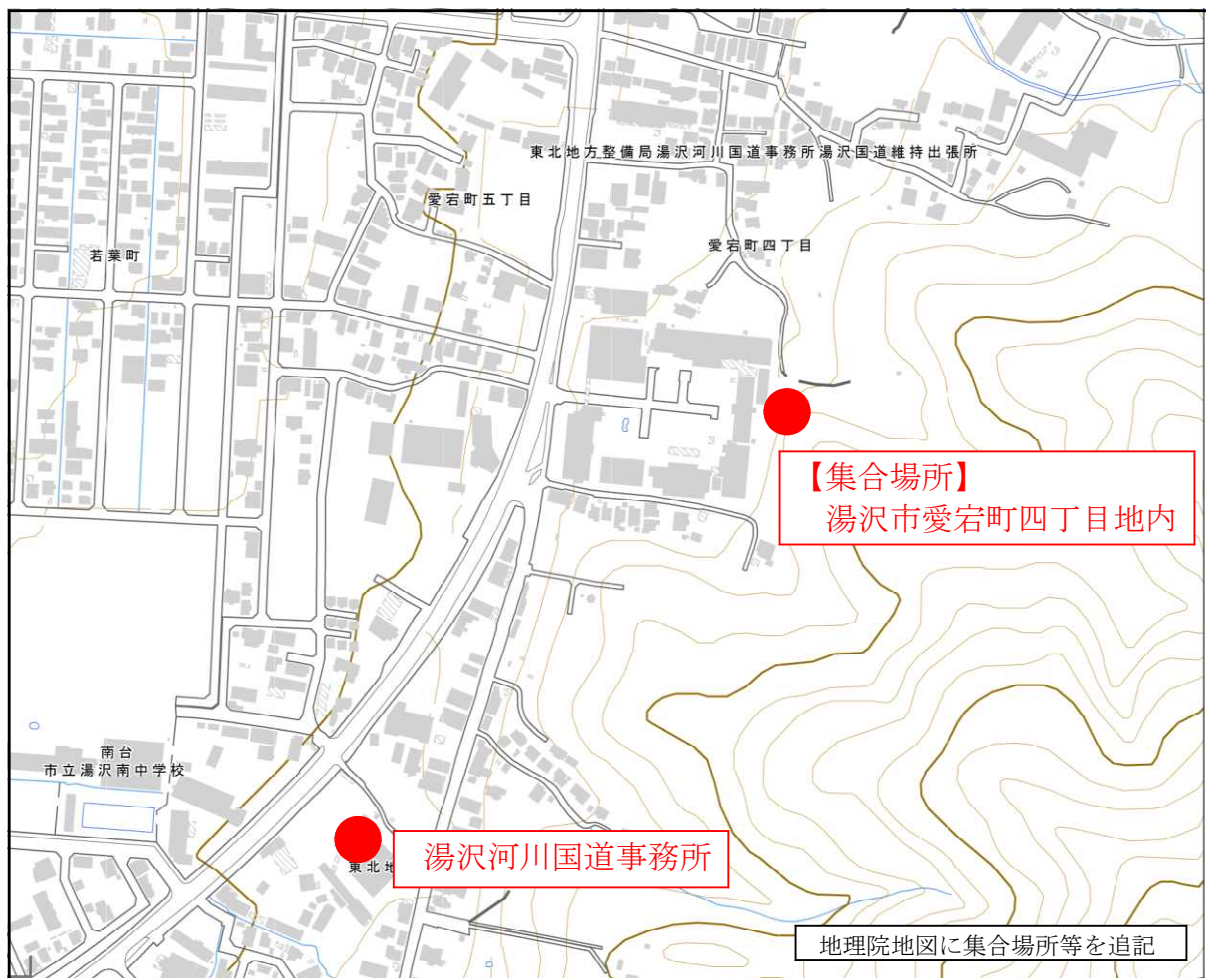 東北地方整備局湯沢河川国道事務所湯沢国道維持出張所
愛宕町五丁目
愛宕町四丁目
若葉町
【集合場所】
湯沢市愛宕町四丁目地内
南台
市立湯沢南中学校
湯沢河川国道事務所
東北地
地理院地図に集合場所等を追記